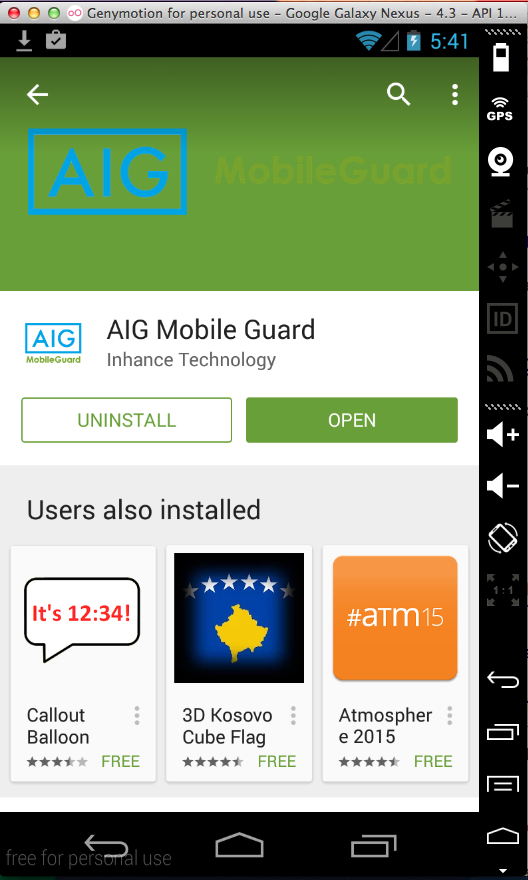 Genymotion for personal use – Google Galaxy Nexus – 4.3 – API 1...
5:41
AIG
MobileGuard
GPS
ID
AIG
MobileGuard
AIG Mobile Guard
Inhance Technology
UNINSTALL
OPEN
Users also installed
It's 12:34!
#aTm15
Callout
Balloon
FREE
3D Kosovo
Cube Flag
FREE
Atmospher
e 2015
FREE
1:1
free for personal use